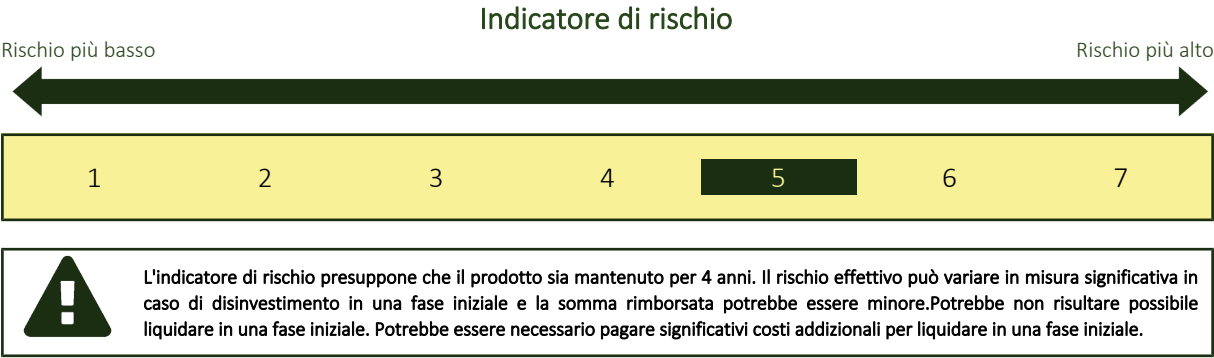 Indicatore di rischio
Rischio più basso
Rischio più alto
1 2 3 4 5 6 7
L'indicatore di rischio presuppone che il prodotto sia mantenuto per 4 anni. Il rischio effettivo può variare in misura significativa in
caso di disinvestimento in una fase iniziale e la somma rimborsata potrebbe essere minore.Potrebbe non risultare possibile
liquidare in una fase iniziale. Potrebbe essere necessario pagare significativi costi addizionali per liquidare in una fase iniziale.